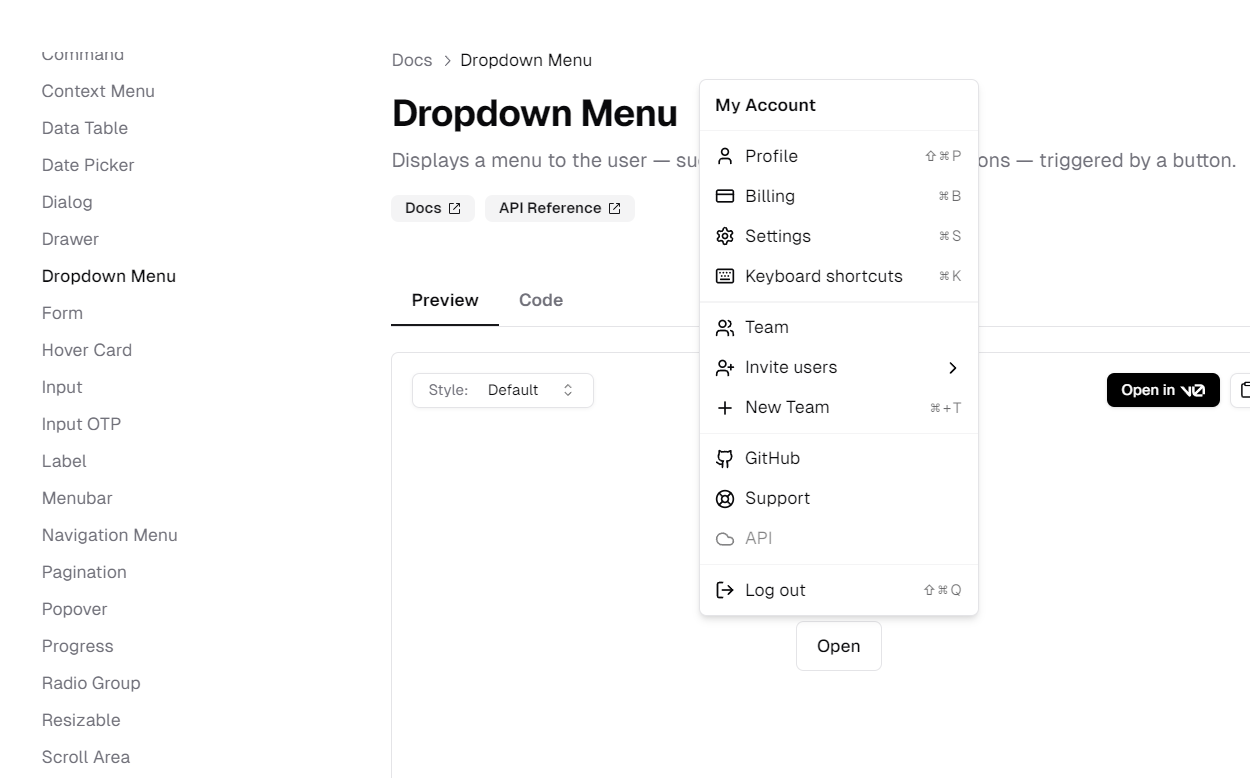 Command
Context Menu
Data Table
Date Picker
Dialog
Drawer
Dropdown Menu
Form
Hover Card
Input
Input OTP
Label
Menubar
Navigation Menu
Pagination
Popover
Progress
Radio Group
Resizable
Scroll Area
Docs > Dropdown Menu
Dropdown Menu
Displays a menu to the user — ons — triggered by a button.
Docs
API Reference
Preview Code
Style: Default
Open in v0
My Account
Profile ⇧⌘P
Billing ⌘B
Settings ⌘S
Keyboard shortcuts ⌘K
Team
Invite users
New Team ⌘+T
GitHub
Support
API
Log out ⇧⌘Q
Open